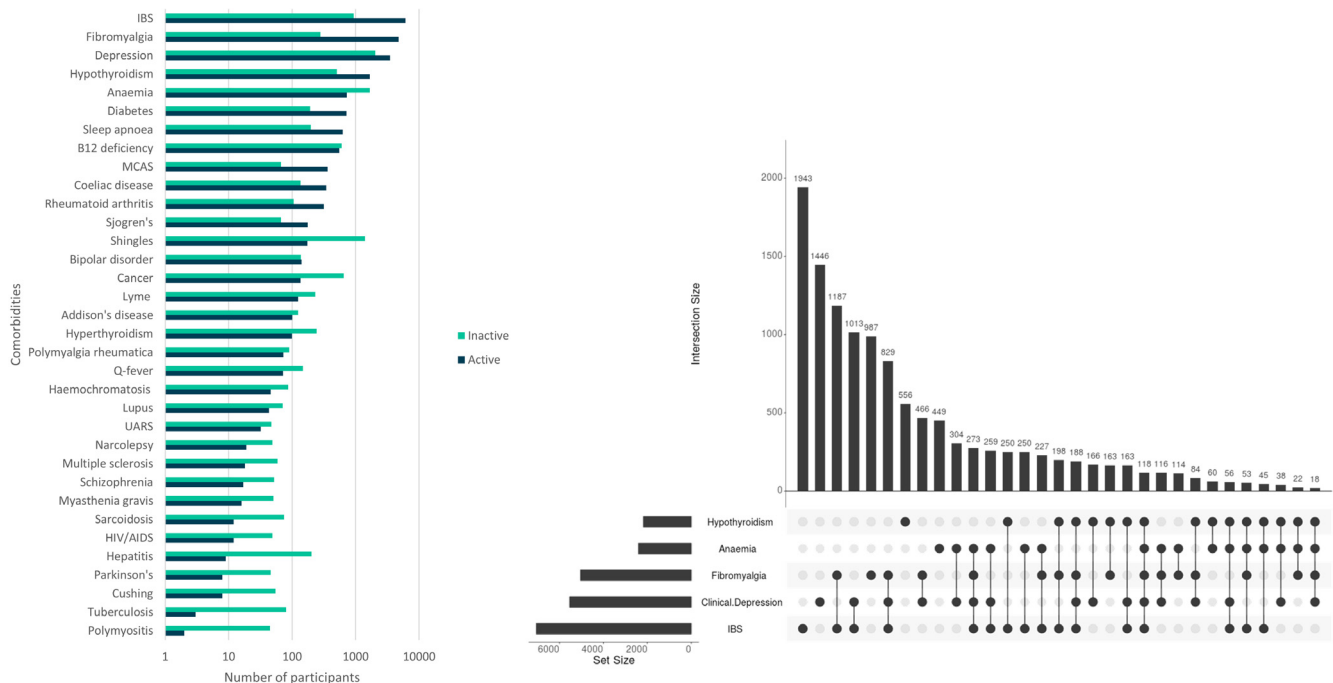 IBS
Fibromyalgia
Depression
Hypothyroidism
Anaemia
Diabetes
Sleep apnoea
B12 deficiency
MCAS
Coeliac disease
Rheumatoid arthritis
Sjogren's
Shingles
Bipolar disorder
Cancer
Lyme
Addison's disease
Hyperthyroidism
Polymyalgia rheumatica
Q-fever
Haemochromatosis
Lupus
UARS
Narcolepsy
Multiple sclerosis
Schizophrenia
Myasthenia gravis
Sarcoidosis
HIV/AIDS
Hepatitis
Parkinson's
Cushing
Tuberculosis
Polymyositis
Comorbidities
1 10 100 1000 10000
Number of participants
Inactive
Active
Intersection Size
2000
1500
1000
500
0
1943
1446
1187
1013
987
829
556
466
449
304
273
259
250
250
227
198
188
166
163
163
118
116
114
84
60
56
53
45
38
22
18
Hypothyroidism
Anaemia
Fibromyalgia
Clinical.Depression
IBS
6000 4000 2000 0
Set Size